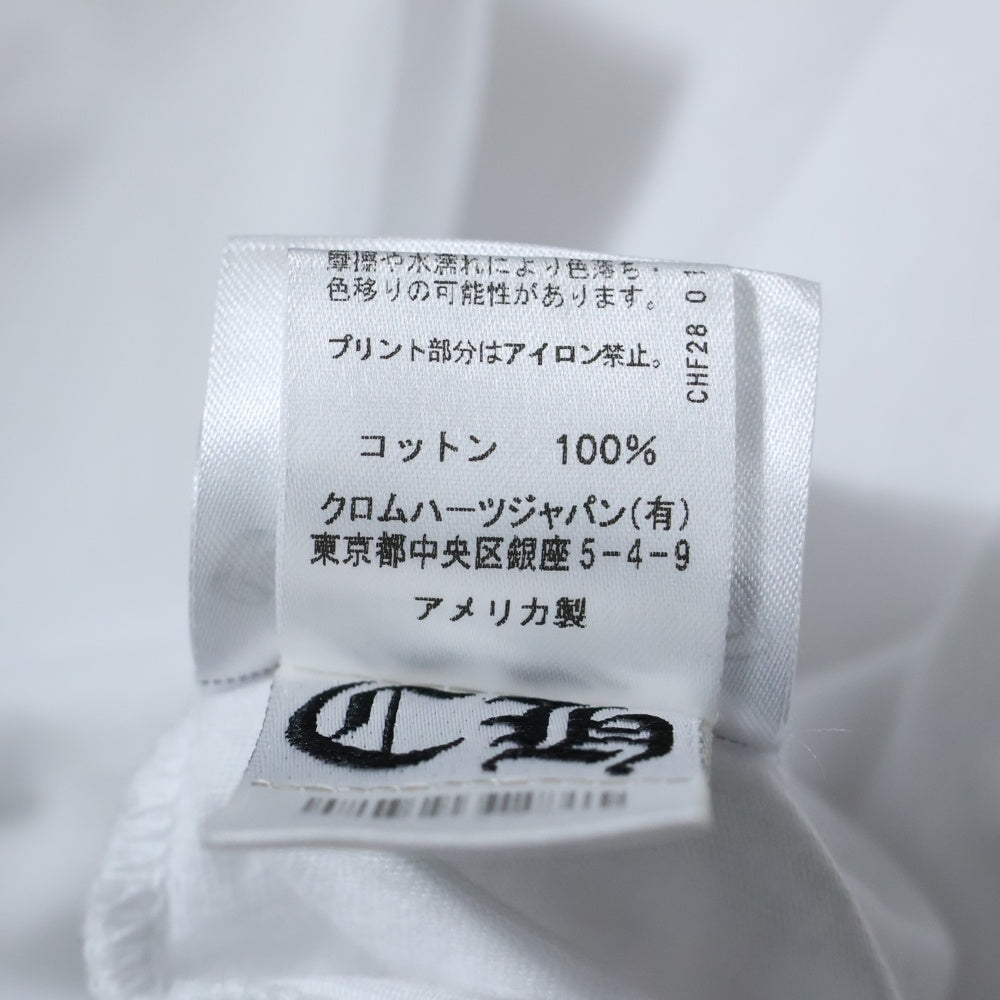 摩擦や水濡れにより色落ち・
色移りの可能性があります。
プリント部分はアイロン禁止。
CHF28 01
コットン 100%
クロムハーツジャパン(有)
東京都中央区銀座5-4-9
アメリカ製
CH